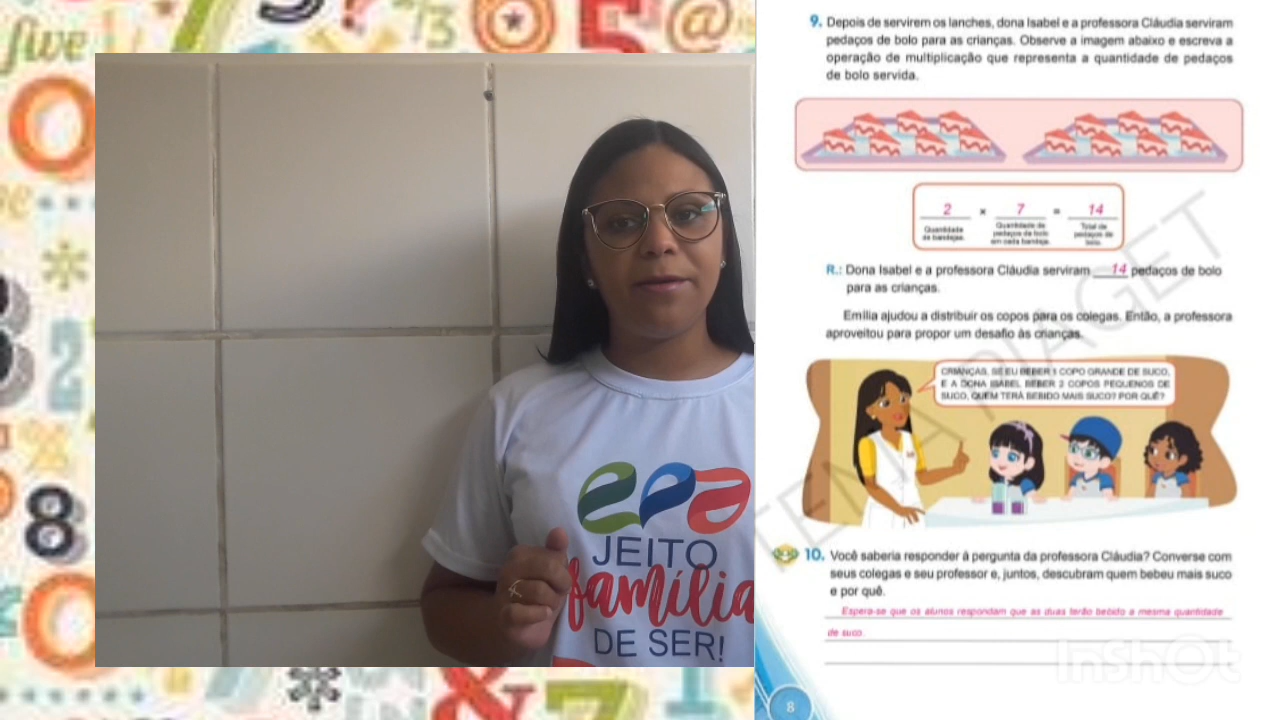 five
epa
JEITO
família
DE SER!
9. Depois de servirem os lanches, dona Isabel e a professora Cláudia serviram
pedaços de bolo para as crianças. Observe a imagem abaixo e escreva a
operação de multiplicação que representa a quantidade de pedaços
de bolo servida.
2 x 7 = 14
Quantidade de bandejas.
Quantidade de pedaços de bolo em cada bandeja.
Total de pedaços de bolo.
R.: Dona Isabel e a professora Cláudia serviram 14 pedaços de bolo
para as crianças.
Emília ajudou a distribuir os copos para os colegas. Então, a professora
aproveitou para propor um desafio às crianças.
CRIANÇAS, SE EU BEBER 1 COPO GRANDE DE SUCO,
E A DONA ISABEL BEBER 2 COPOS PEQUENOS DE
SUCO, QUEM TERÁ BEBIDO MAIS SUCO? POR QUÊ?
10. Você saberia responder à pergunta da professora Cláudia? Converse com
seus colegas e seu professor e, juntos, descubram quem bebeu mais suco
e por quê.
Espera-se que os alunos respondam que as duas terão bebido a mesma quantidade
de suco.
8
InShOt